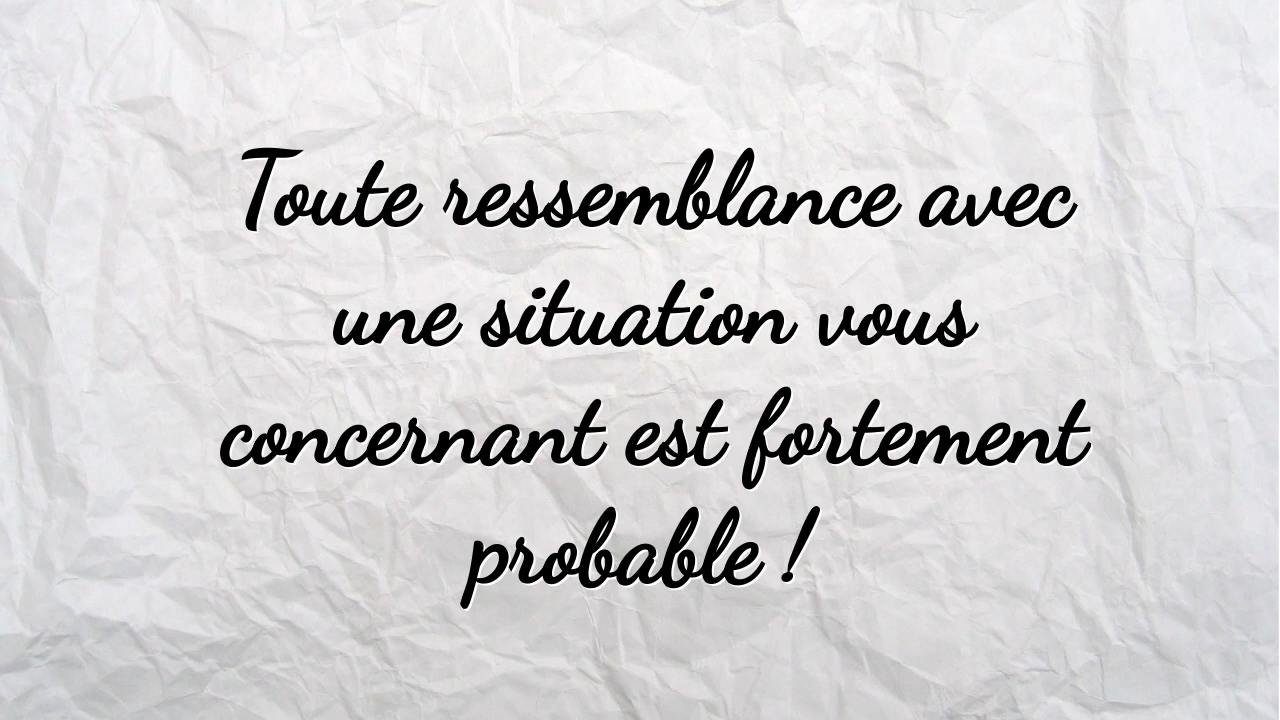 Toute ressemblance avec
une situation vous
concernant est fortement
probable !